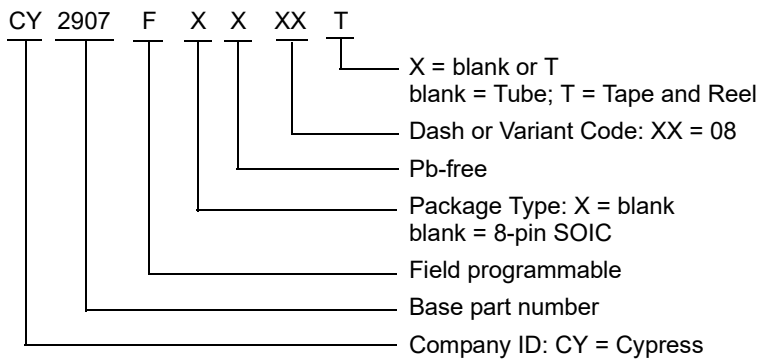 CY 2907 F X X XX T
X = blank or T
blank = Tube; T = Tape and Reel
Dash or Variant Code: XX = 08
Pb-free
Package Type: X = blank
blank = 8-pin SOIC
Field programmable
Base part number
Company ID: CY = Cypress